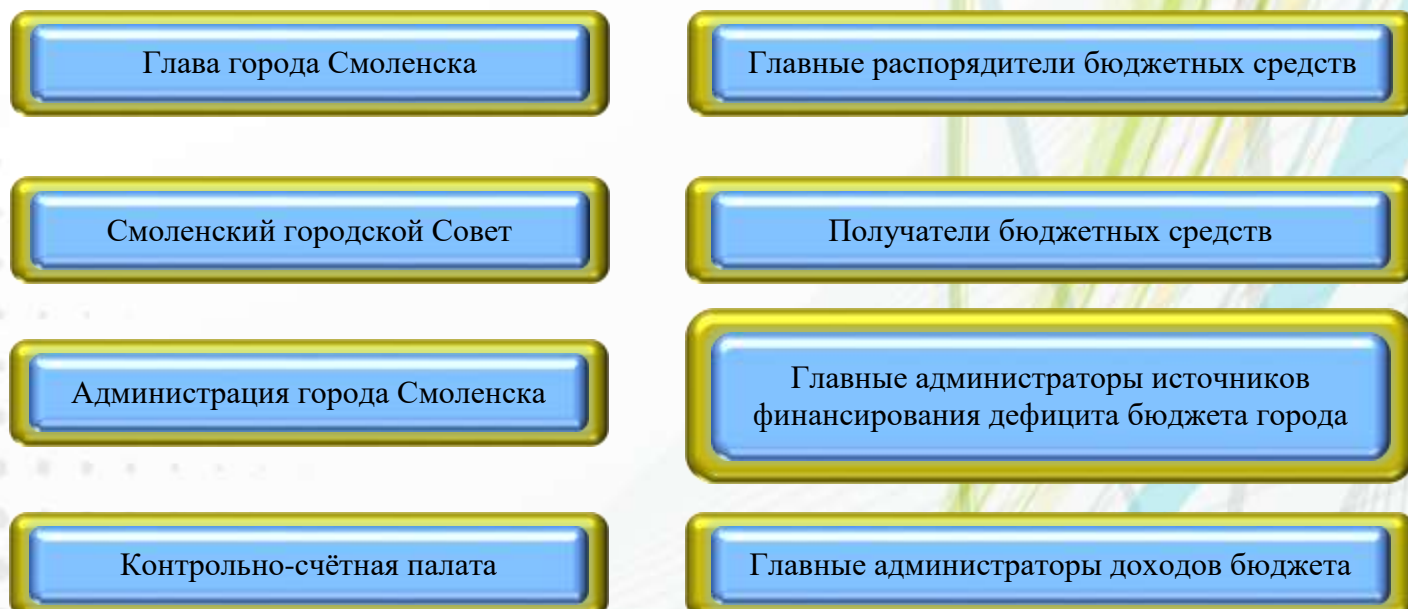 Глава города Смоленска
Главные распорядители бюджетных средств
Смоленский городской Совет
Получатели бюджетных средств
Администрация города Смоленска
Главные администраторы источников
финансирования дефицита бюджета города
Контрольно-счётная палата
Главные администраторы доходов бюджета